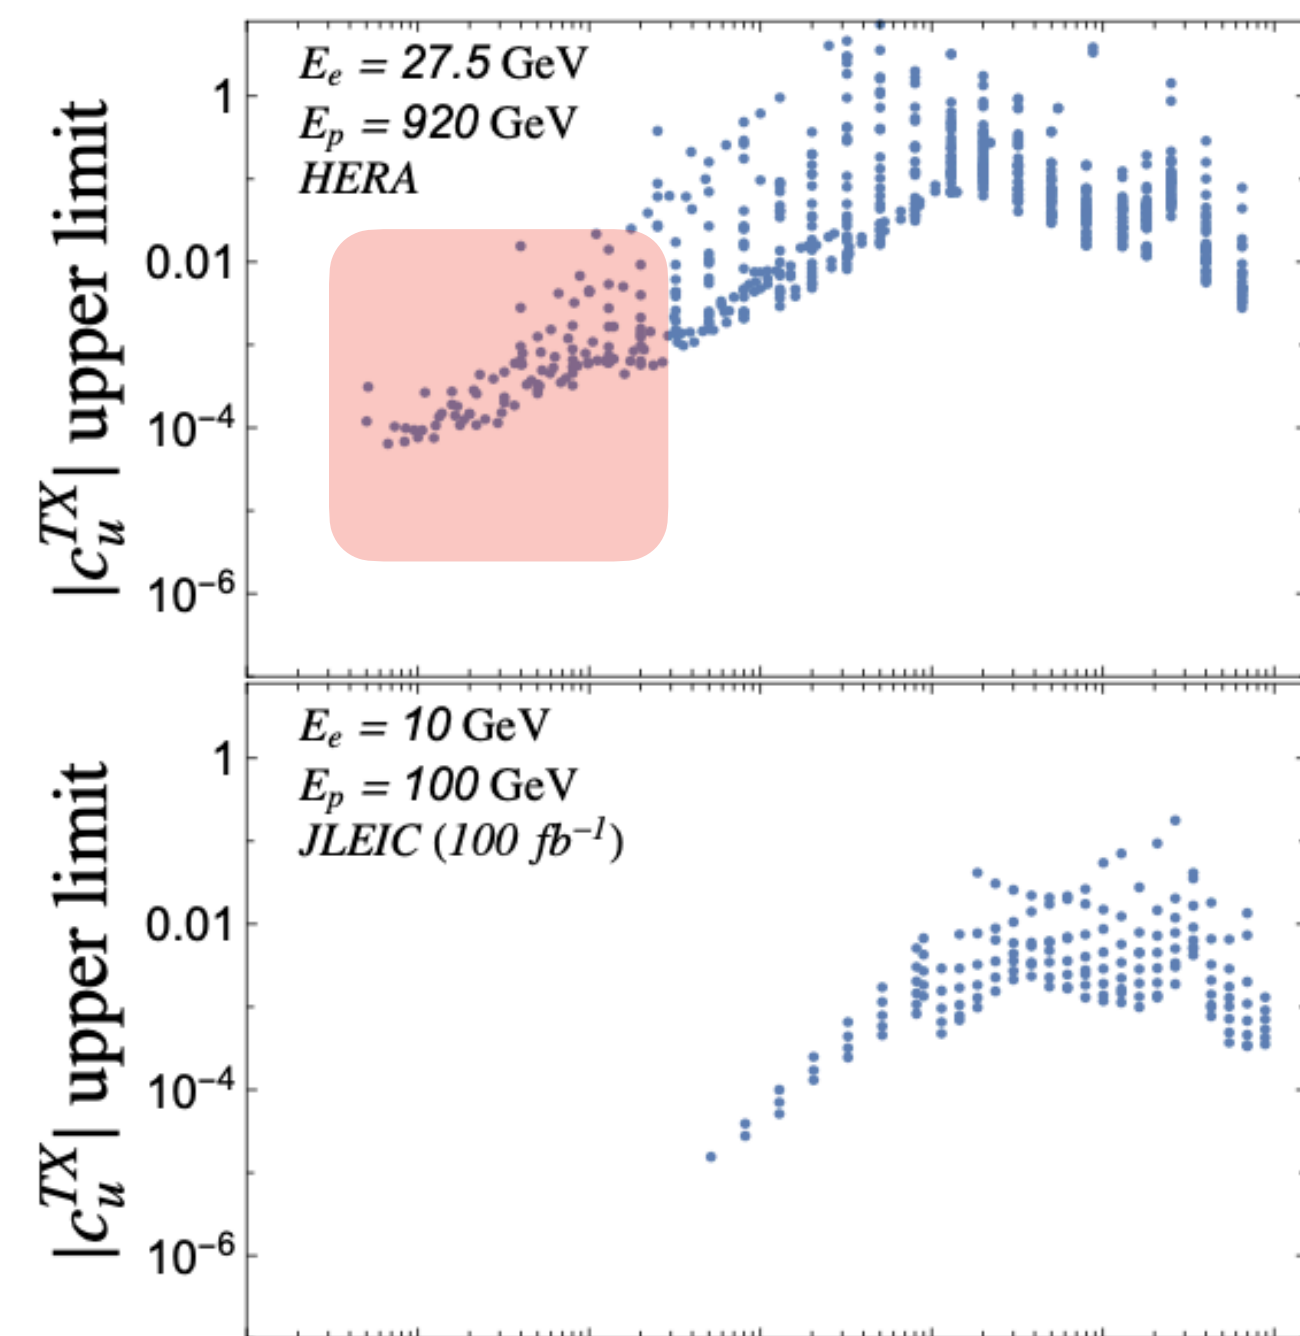 E_e = 27.5 GeV
E_p = 920 GeV
HERA
1
0.01
10⁻⁴
10⁻⁶
|c_u^{TX}| upper limit
E_e = 10 GeV
E_p = 100 GeV
JLEIC (100 fb⁻¹)
1
0.01
10⁻⁴
10⁻⁶
|c_u^{TX}| upper limit